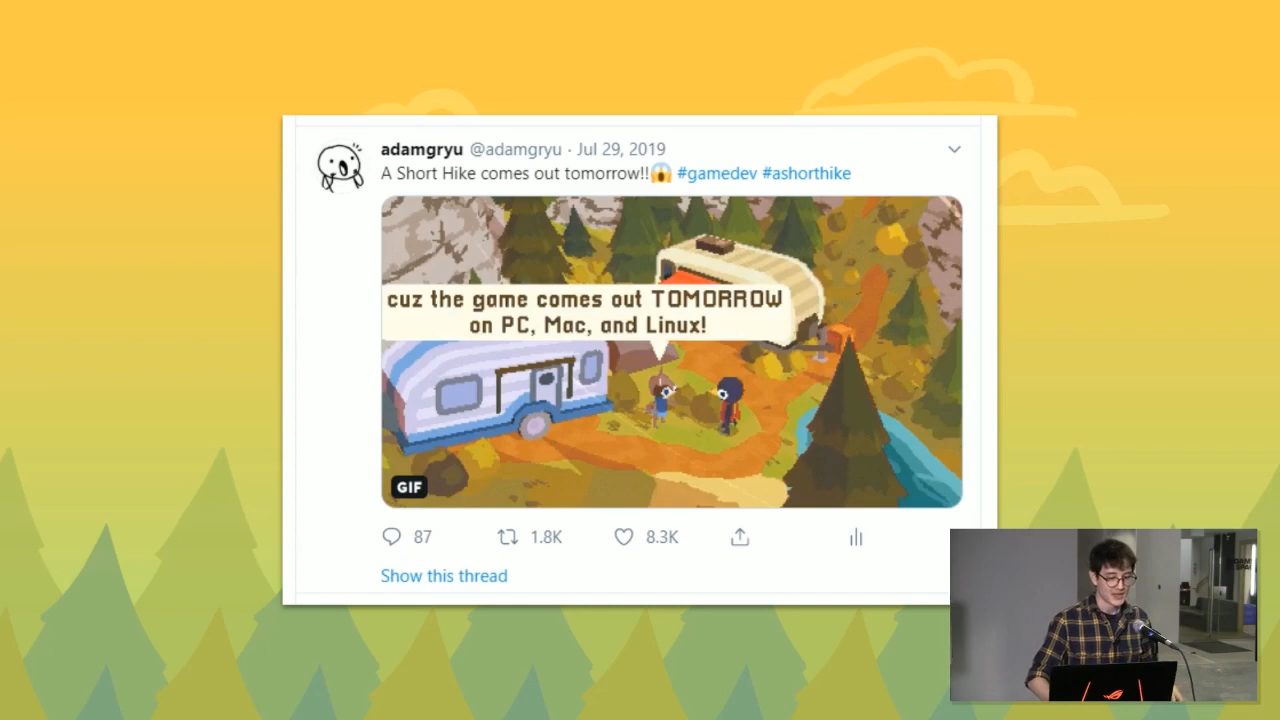 adamgryu @adamgryu · Jul 29, 2019
A Short Hike comes out tomorrow!!😱 #gamedev #ashorthike
cuz the game comes out TOMORROW
on PC, Mac, and Linux!
GIF
87 1.8K 8.3K
Show this thread